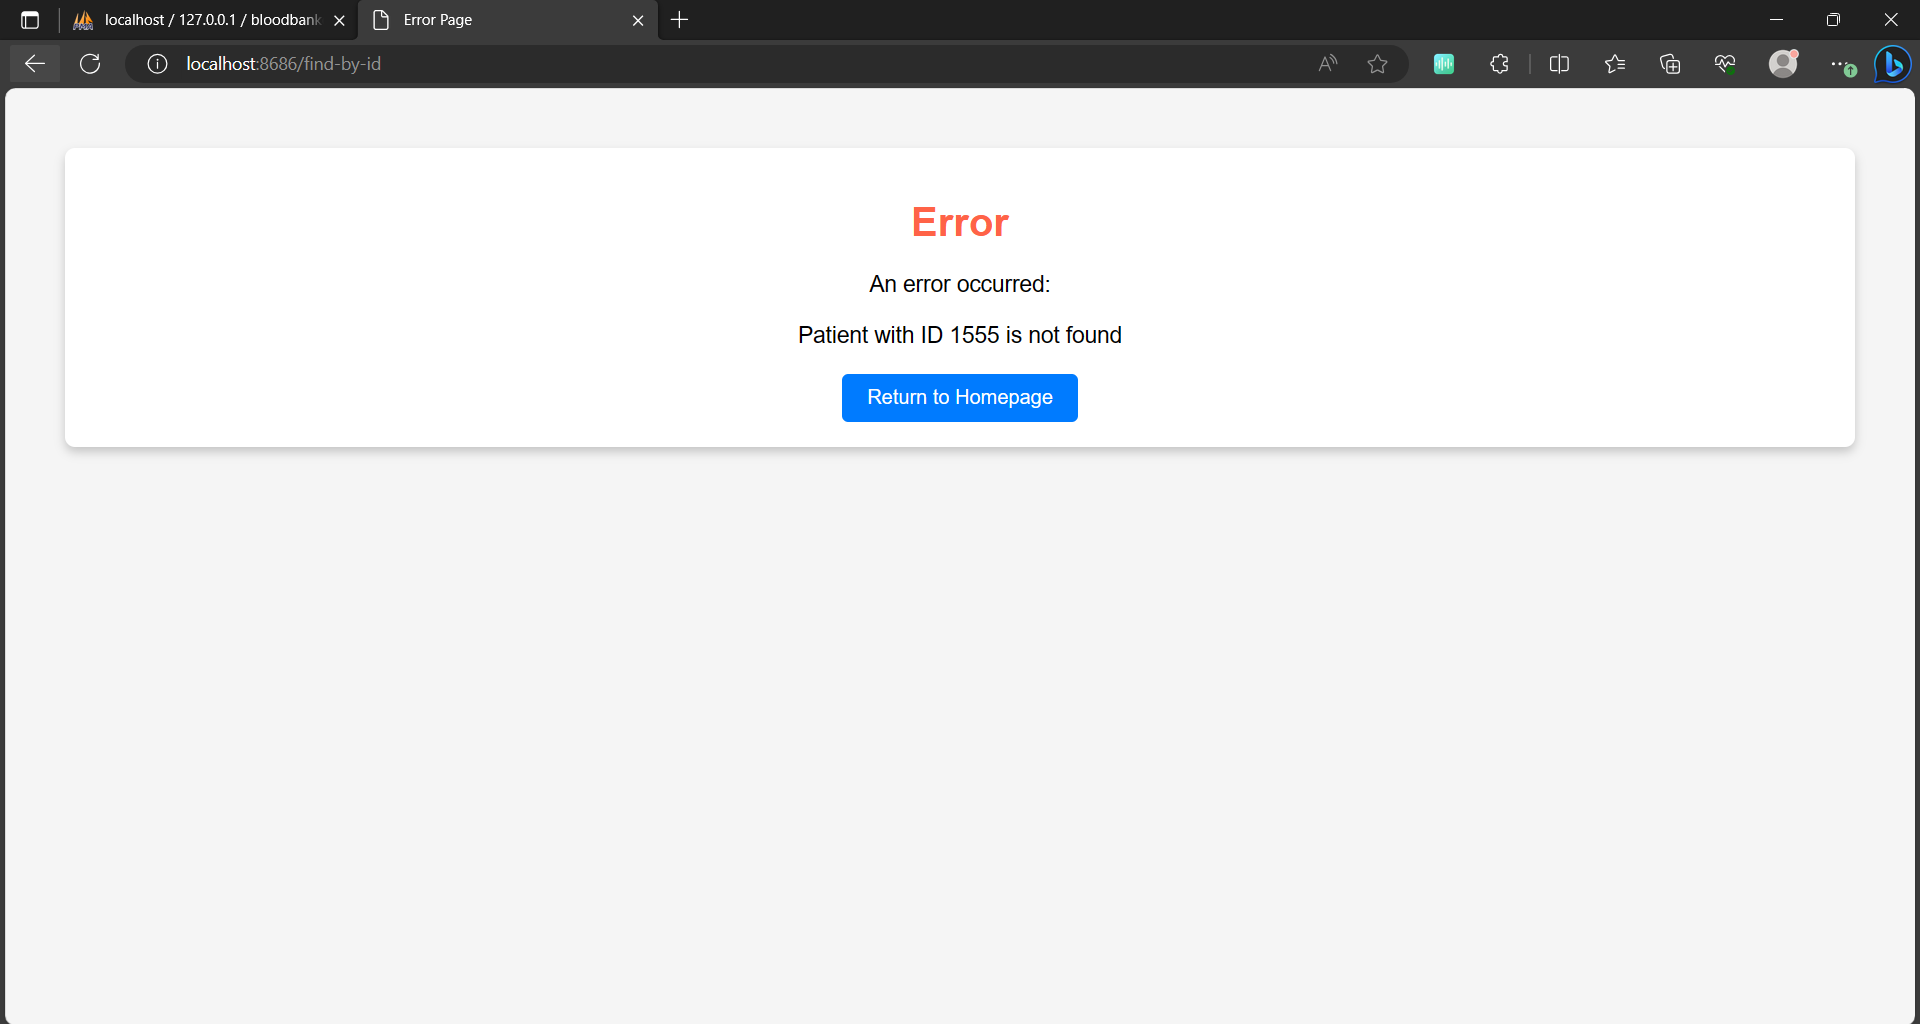 localhost / 127.0.0.1 / bloodbank
Error Page
localhost:8686/find-by-id
Error
An error occurred:
Patient with ID 1555 is not found
Return to Homepage